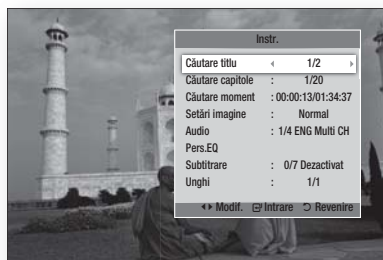 Instr.
Căutare titlu 1/2
Căutare capitole : 1/20
Căutare moment : 00:00:13/01:34:37
Setări imagine : Normal
Audio : 1/4 ENG Multi CH
Pers.EQ
Subtitrare : 0/7 Dezactivat
Unghi : 1/1
Modif. Intrare Revenire